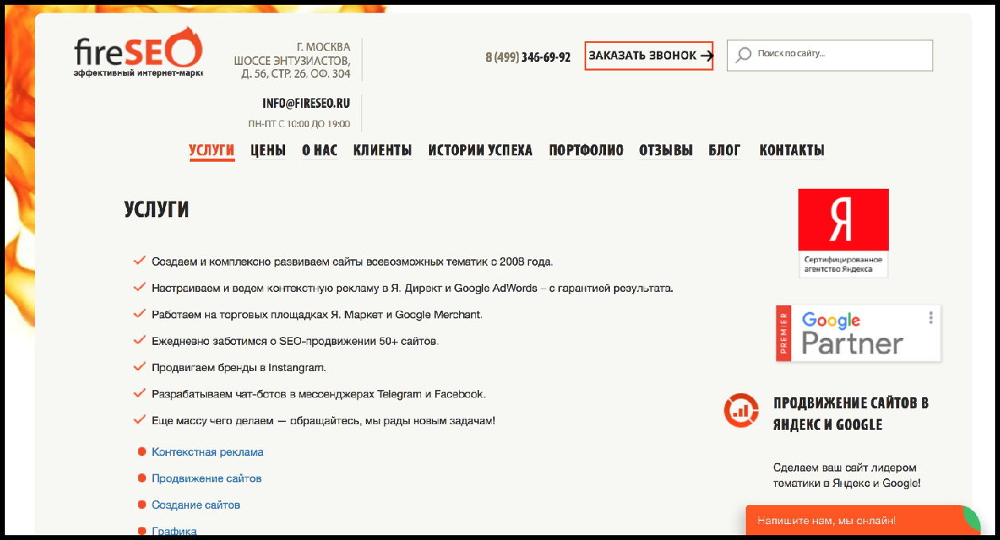 fireSEO
эффективный интернет-марке
Г. МОСКВА
ШОССЕ ЭНТУЗИАСТОВ,
Д. 56, СТР. 26, ОФ. 304
8 (499) 346-69-92
ЗАКАЗАТЬ ЗВОНОК →
Поиск по сайту...
INFO@FIRESEO.RU
ПН-ПТ С 10:00 ДО 19:00
УСЛУГИ ЦЕНЫ О НАС КЛИЕНТЫ ИСТОРИИ УСПЕХА ПОРТФОЛИО ОТЗЫВЫ БЛОГ КОНТАКТЫ
УСЛУГИ
Создаем и комплексно развиваем сайты всевозможных тематик с 2008 года.
Настраиваем и ведем контекстную рекламу в Я. Директ и Google AdWords – с гарантией результата.
Работаем на торговых площадках Я. Маркет и Google Merchant.
Ежедневно заботимся о SEO-продвижении 50+ сайтов.
Продвигаем бренды в Instangram.
Разрабатываем чат-ботов в мессенджерах Telegram и Facebook.
Еще массу чего делаем — обращайтесь, мы рады новым задачам!
Контекстная реклама
Продвижение сайтов
Создание сайтов
Графика
Я
Сертифицированное
агентство Яндекса
PREMIER
Google
Partner
ПРОДВИЖЕНИЕ САЙТОВ В
ЯНДЕКС И GOOGLE
Сделаем ваш сайт лидером
тематики в Яндекс и Google!
Напишите нам, мы онлайн!